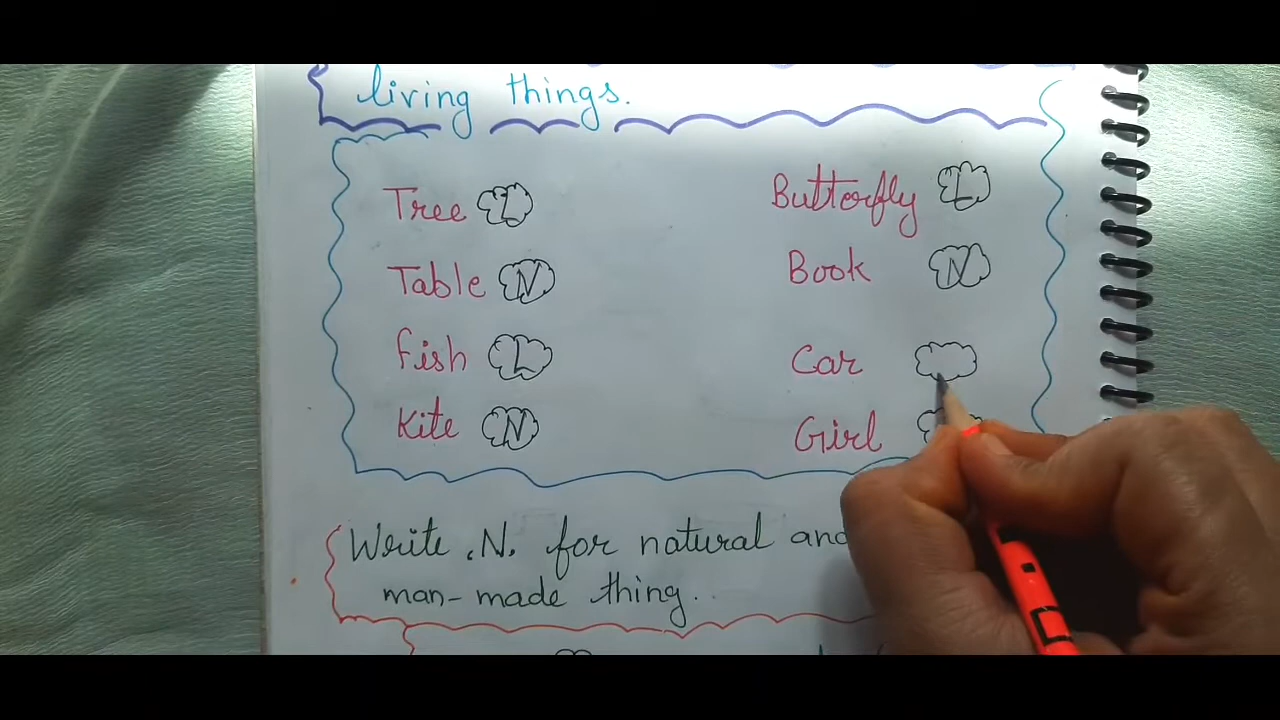 living things.
Tree L Butterfly L
Table N Book N
fish L Car
Kite N Girl
Write .N. for natural and
man-made thing.